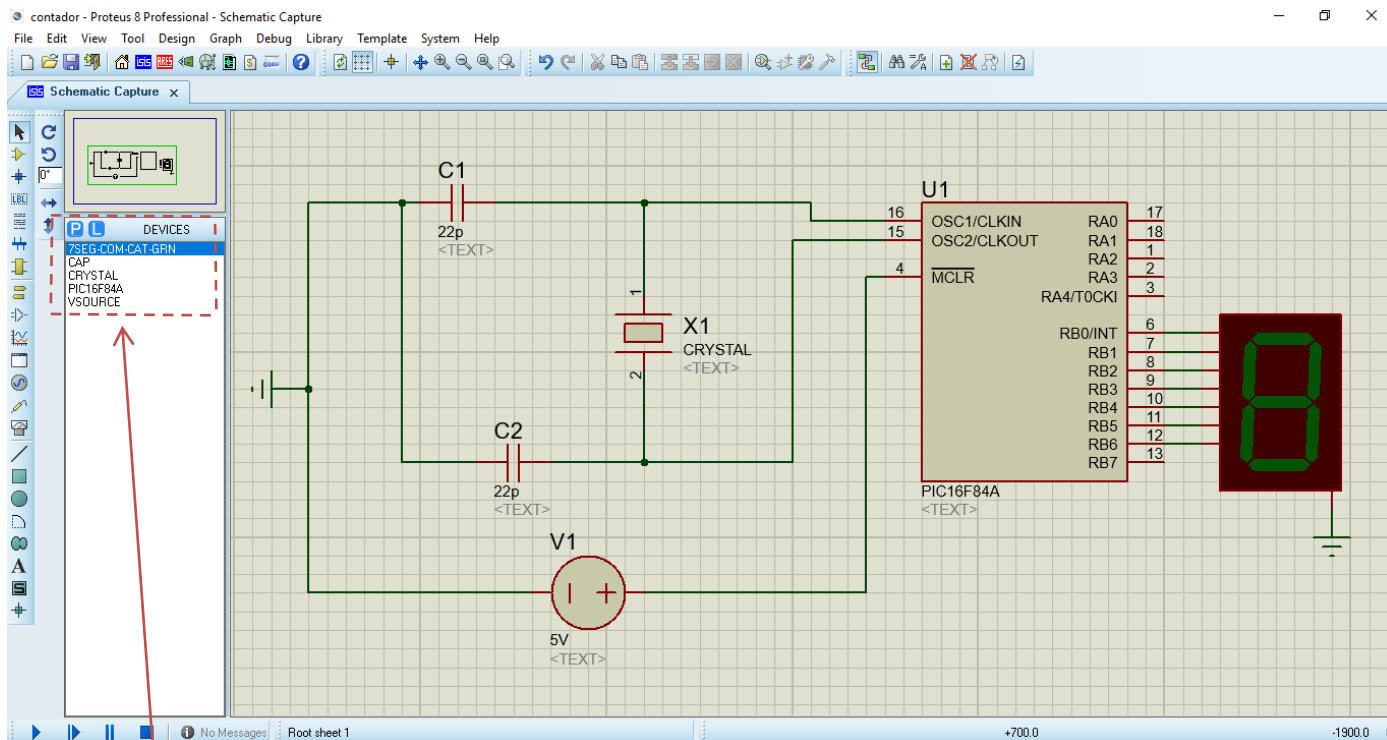 contador - Proteus 8 Professional - Schematic Capture
File Edit View Tool Design Graph Debug Library Template System Help
Schematic Capture
0°
LBL
P L DEVICES
7SEG-COM-CAT-GRN
CAP
CRYSTAL
PIC16F84A
VSOURCE
A
S
C1
22p
<TEXT>
1
X1
CRYSTAL
<TEXT>
2
C2
22p
<TEXT>
V1
5V
<TEXT>
U1
16 OSC1/CLKIN RA0 17
15 OSC2/CLKOUT RA1 18
RA2 1
4 MCLR RA3 2
RA4/T0CKI 3
RB0/INT 6
RB1 7
RB2 8
RB3 9
RB4 10
RB5 11
RB6 12
RB7 13
PIC16F84A
<TEXT>
No Messages Root sheet 1 +700.0 -1900.0